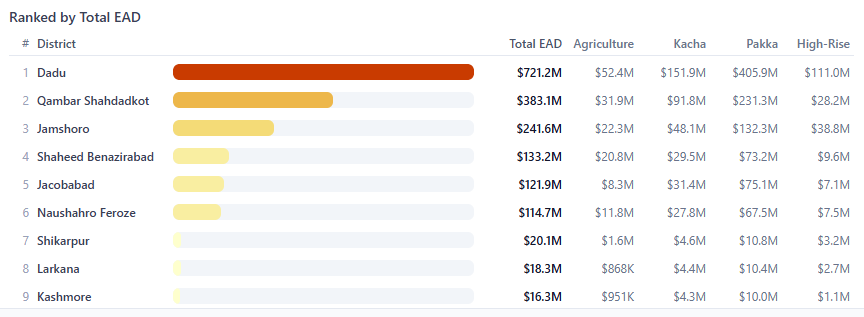 Ranked by Total EAD
# District Total EAD Agriculture Kacha Pakka High-Rise
1 Dadu $721.2M $52.4M $151.9M $405.9M $111.0M
2 Qambar Shahdadkot $383.1M $31.9M $91.8M $231.3M $28.2M
3 Jamshoro $241.6M $22.3M $48.1M $132.3M $38.8M
4 Shaheed Benazirabad $133.2M $20.8M $29.5M $73.2M $9.6M
5 Jacobabad $121.9M $8.3M $31.4M $75.1M $7.1M
6 Naushahro Feroze $114.7M $11.8M $27.8M $67.5M $7.5M
7 Shikarpur $20.1M $1.6M $4.6M $10.8M $3.2M
8 Larkana $18.3M $868K $4.4M $10.4M $2.7M
9 Kashmore $16.3M $951K $4.3M $10.0M $1.1M